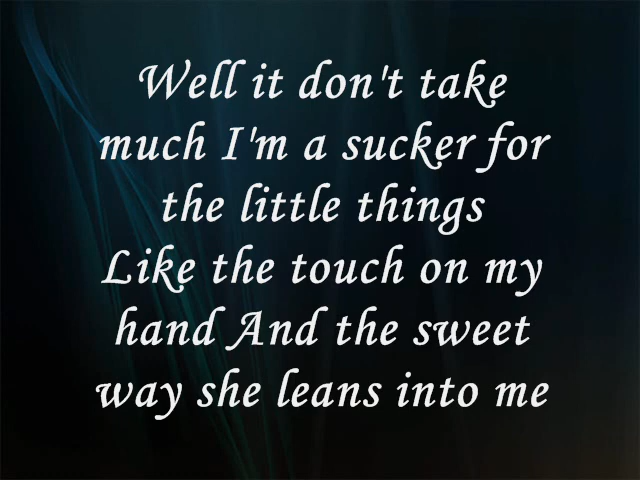 Well it don't take
much I'm a sucker for
the little things
Like the touch on my
hand And the sweet
way she leans into me